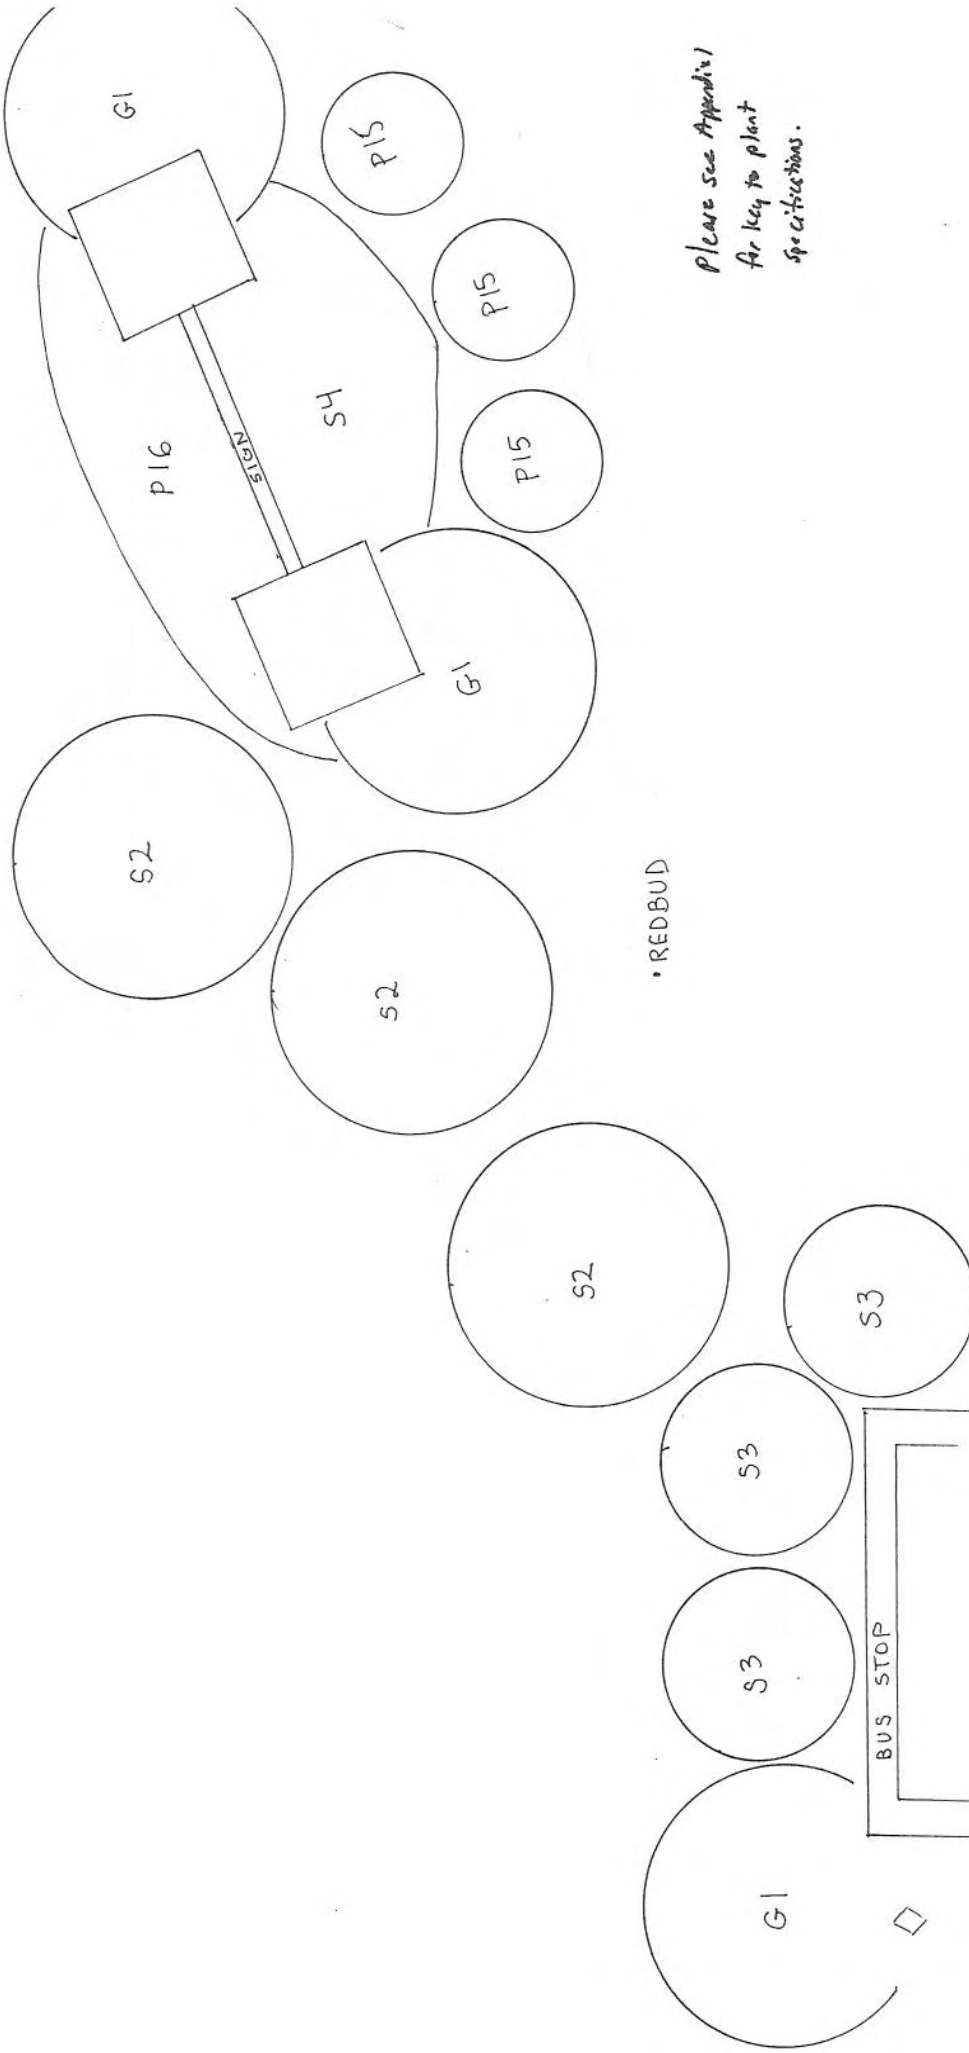 G1
S2
P16
SIGN
S4
P15
S2
G1
P15
P15
S2
• REDBUD
Please see Appendix 1
for key to plant
specifications.
S3
S3
G1
S3
BUS STOP